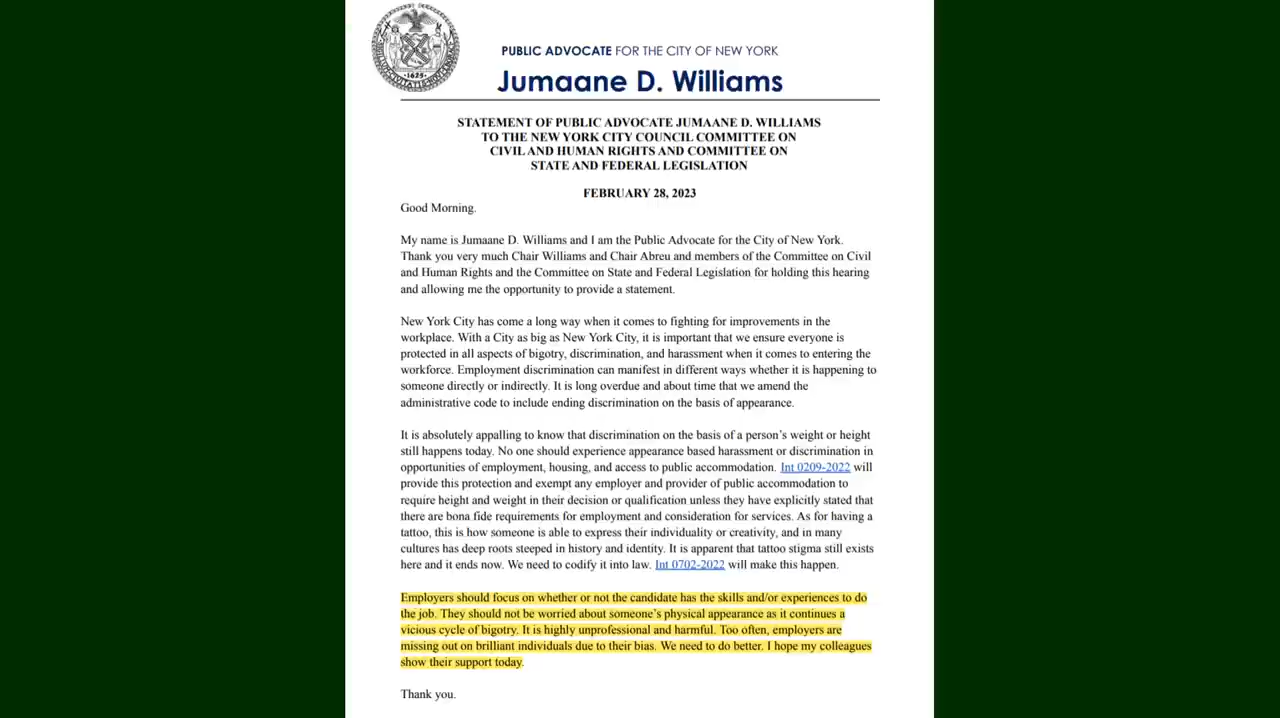 PUBLIC ADVOCATE FOR THE CITY OF NEW YORK
Jumaane D. Williams
STATEMENT OF PUBLIC ADVOCATE JUMAANE D. WILLIAMS
TO THE NEW YORK CITY COUNCIL COMMITTEE ON
CIVIL AND HUMAN RIGHTS AND COMMITTEE ON
STATE AND FEDERAL LEGISLATION
FEBRUARY 28, 2023
Good Morning.
My name is Jumaane D. Williams and I am the Public Advocate for the City of New York.
Thank you very much Chair Williams and Chair Abreu and members of the Committee on Civil
and Human Rights and the Committee on State and Federal Legislation for holding this hearing
and allowing me the opportunity to provide a statement.
New York City has come a long way when it comes to fighting for improvements in the
workplace. With a City as big as New York City, it is important that we ensure everyone is
protected in all aspects of bigotry, discrimination, and harassment when it comes to entering the
workforce. Employment discrimination can manifest in different ways whether it is happening to
someone directly or indirectly. It is long overdue and about time that we amend the
administrative code to include ending discrimination on the basis of appearance.
It is absolutely appalling to know that discrimination on the basis of a person's weight or height
still happens today. No one should experience appearance based harassment or discrimination in
opportunities of employment, housing, and access to public accommodation. Int 0209-2022 will
provide this protection and exempt any employer and provider of public accommodation to
require height and weight in their decision or qualification unless they have explicitly stated that
there are bona fide requirements for employment and consideration for services. As for having a
tattoo, this is how someone is able to express their individuality or creativity, and in many
cultures has deep roots steeped in history and identity. It is apparent that tattoo stigma still exists
here and it ends now. We need to codify it into law. Int 0702-2022 will make this happen.
Employers should focus on whether or not the candidate has the skills and/or experiences to do
the job. They should not be worried about someone's physical appearance as it continues a
vicious cycle of bigotry. It is highly unprofessional and harmful. Too often, employers are
missing out on brilliant individuals due to their bias. We need to do better. I hope my colleagues
show their support today.
Thank you.